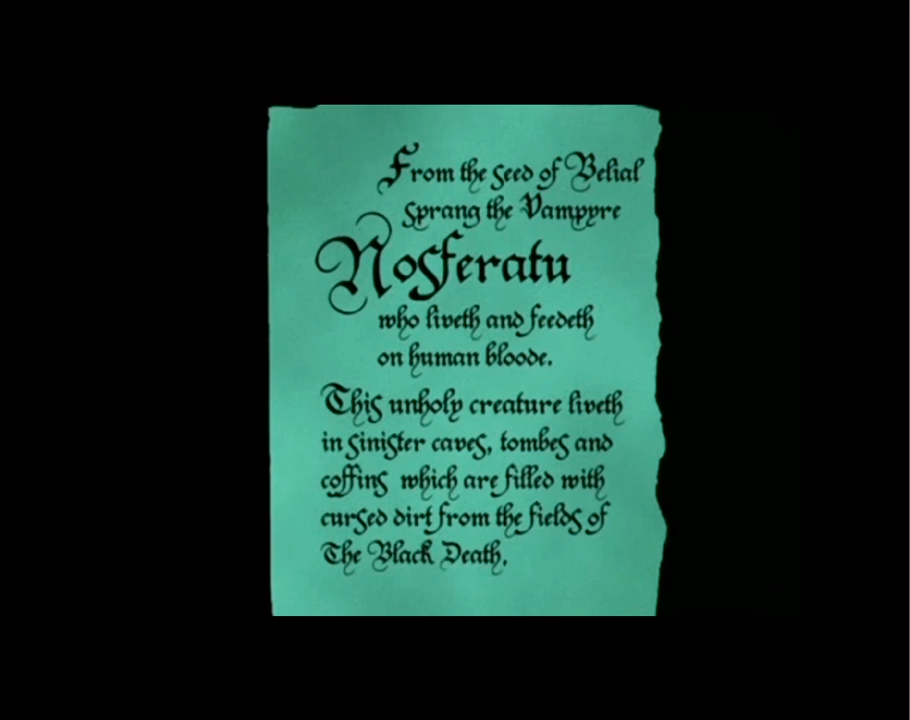 From the seed of Belial
sprang the Vampyre
Nosferatu
who liveth and feedeth
on human bloode.
This unholy creature liveth
in sinister caves, tombes and
coffins which are filled with
cursed dirt from the fields of
The Black Death.